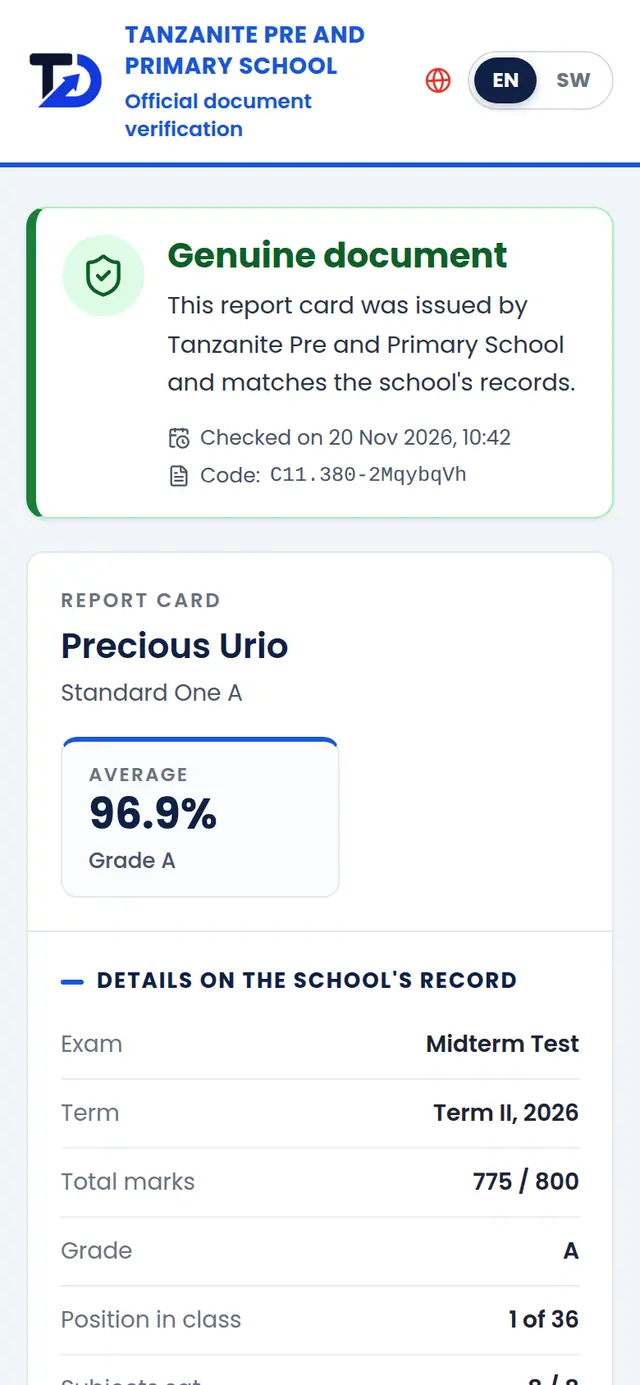 TANZANITE PRE AND
PRIMARY SCHOOL
Official document
verification
EN SW
Genuine document
This report card was issued by
Tanzanite Pre and Primary School
and matches the school's records.
Checked on 20 Nov 2026, 10:42
Code: C11.380-2MqybqVh
REPORT CARD
Precious Urio
Standard One A
AVERAGE
96.9%
Grade A
DETAILS ON THE SCHOOL'S RECORD
Exam Midterm Test
Term Term II, 2026
Total marks 775 / 800
Grade A
Position in class 1 of 36